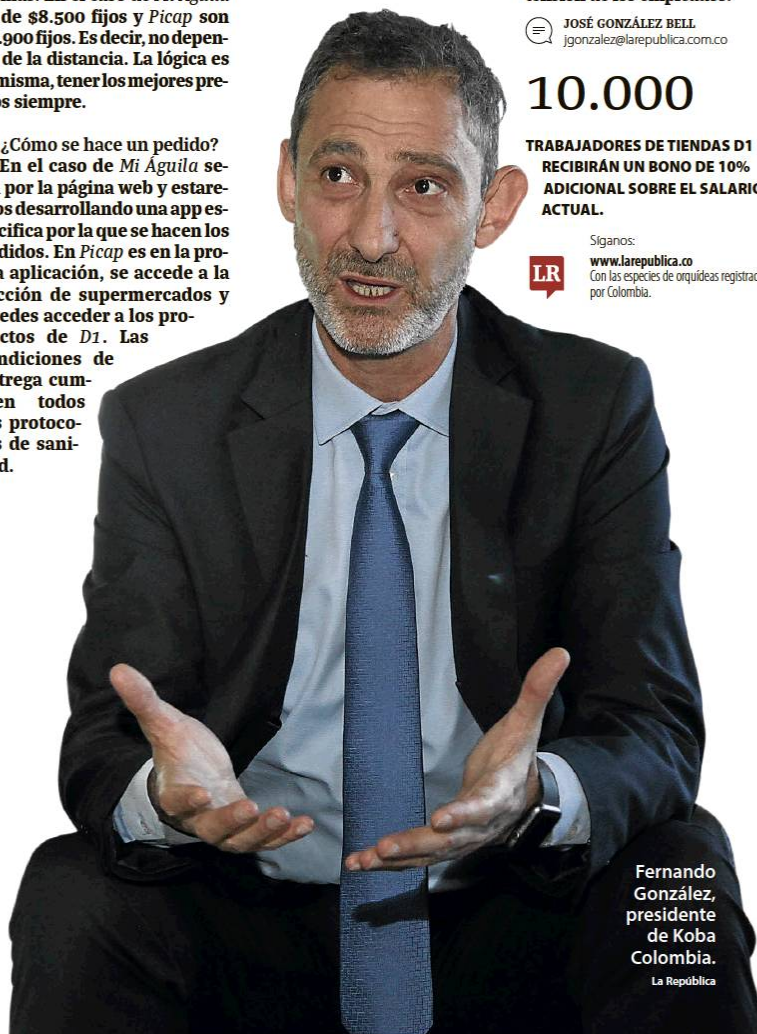 de $8.500 fijos y Picap son
.900 fijos. Es decir, no depen-
de la distancia. La lógica es
misma, tener los mejores pre-
os siempre.
¿Cómo se hace un pedido?
En el caso de Mi Águila se-
por la página web y estare-
os desarrollando una app es-
cifica por la que se hacen los
didos. En Picap es en la pro-
a aplicación, se accede a la
cción de supermercados y
edes acceder a los pro-
ctos de D1. Las
ndiciones de
trega cum-
en todos
s protoco-
s de sani-
d.
JOSÉ GONZÁLEZ BELL
jgonzalez@larepublica.com.co
10.000
TRABAJADORES DE TIENDAS D1
RECIBIRÁN UN BONO DE 10%
ADICIONAL SOBRE EL SALARIO
ACTUAL.
Síganos:
LR
www.larepublica.co
Con las especies de orquídeas registrad
por Colombia.
Fernando
González,
presidente
de Koba
Colombia.
La República